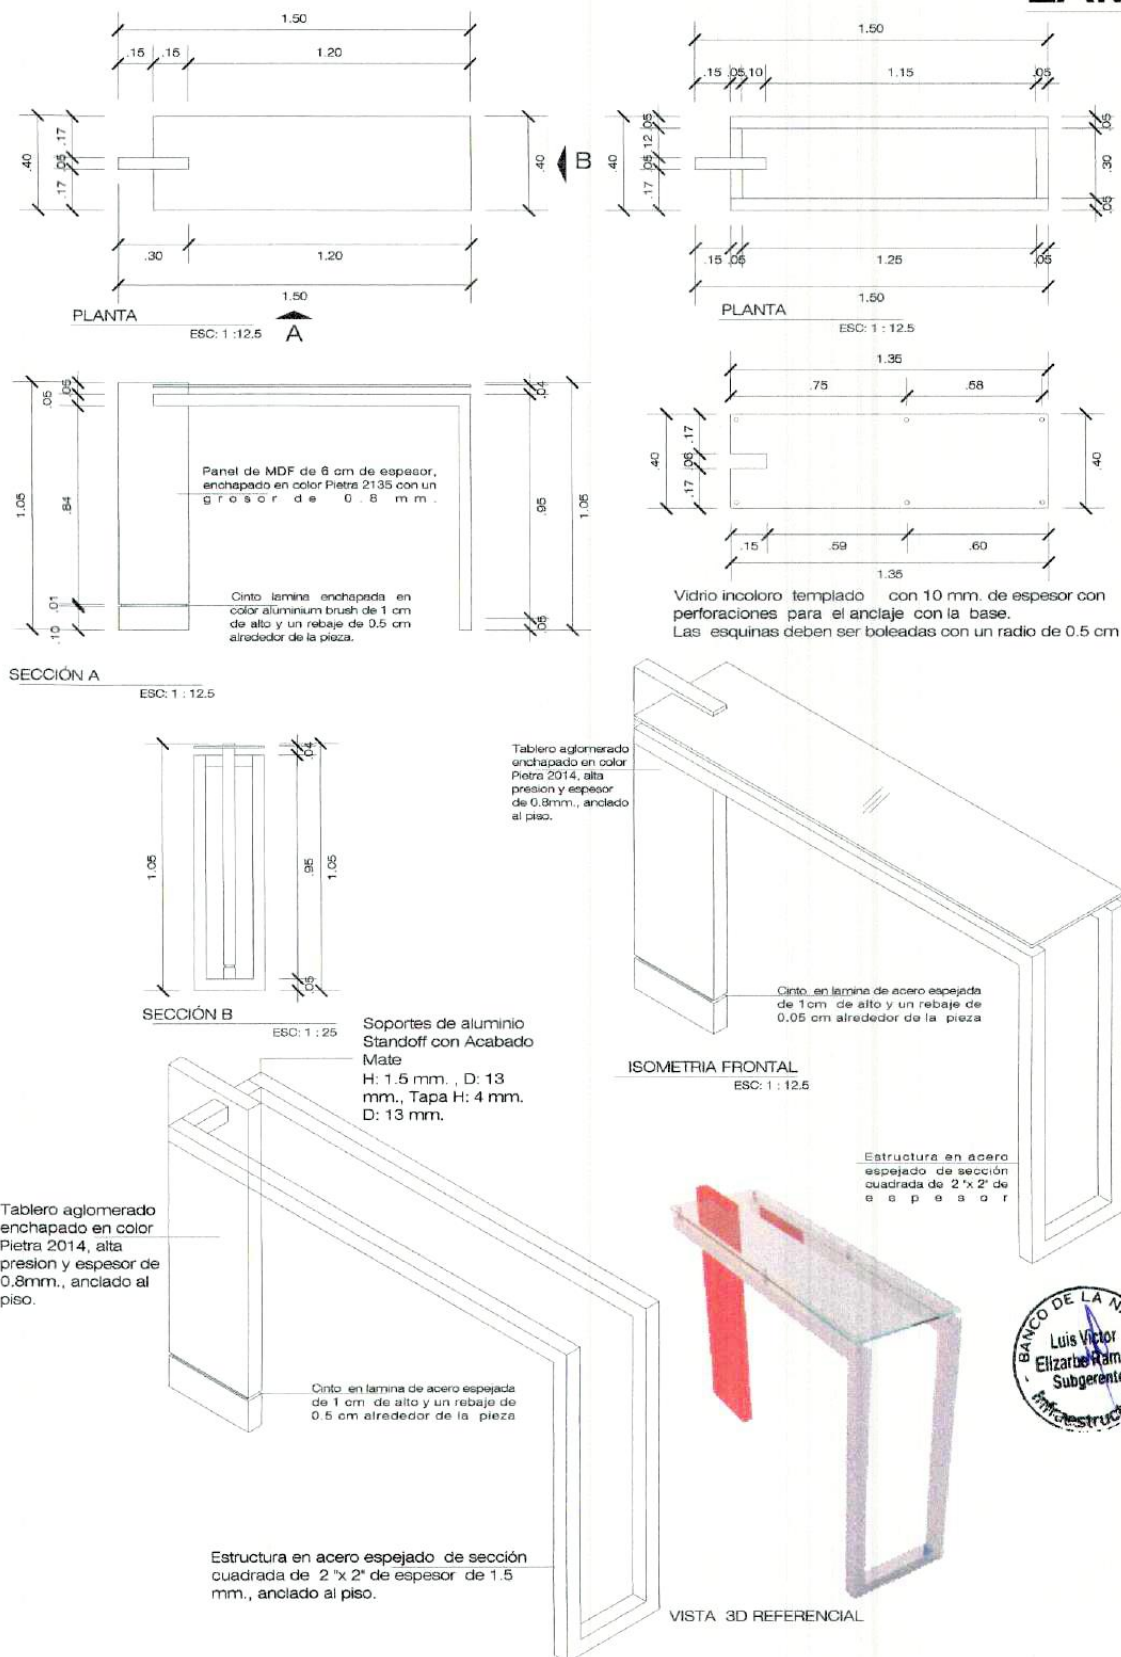 1.50
.15
.15
1.20
.40
.17
.05
.17
.40
B
.30
1.20
1.50
PLANTA
ESC: 1 :12.5
A
1.50
.15
.05
.10
1.15
.05
.40
.05
.12
.05
.17
.05
.30
.05
.15
.05
1.25
.05
1.50
PLANTA
ESC: 1 : 12.5
1.35
.75
.58
.40
.17
.06
.17
.40
.15
.59
.60
1.35
Vidrio incoloro templado con 10 mm. de espesor con
perforaciones para el anclaje con la base.
Las esquinas deben ser boleadas con un radio de 0.5 cm
1.05
.05
.05
.84
.01
.10
.04
.95
.05
1.05
Panel de MDF de 6 cm de espesor,
enchapado en color Pietra 2135 con un
grosor de 0.8 mm.
Cinto lamina enchapada en
color aluminium brush de 1 cm
de alto y un rebaje de 0.5 cm
alrededor de la pieza.
SECCIÓN A
ESC: 1 : 12.5
1.05
.04
.95
.05
1.05
SECCIÓN B
ESC: 1 : 25
Tablero aglomerado
enchapado en color
Pietra 2014, alta
presion y espesor
de 0.8mm., anclado
al piso.
Cinto en lamina de acero espejada
de 1cm de alto y un rebaje de
0.05 cm alrededor de la pieza
ISOMETRIA FRONTAL
ESC: 1 : 12.5
Estructura en acero
espejado de sección
cuadrada de 2 "x 2" de
espesor
Soportes de aluminio
Standoff con Acabado
Mate
H: 1.5 mm. , D: 13
mm., Tapa H: 4 mm.
D: 13 mm.
Tablero aglomerado
enchapado en color
Pietra 2014, alta
presion y espesor de
0.8mm., anclado al
piso.
Cinto en lamina de acero espejada
de 1 cm de alto y un rebaje de
0.5 cm alrededor de la pieza
Estructura en acero espejado de sección
cuadrada de 2 "x 2" de espesor de 1.5
mm., anclado al piso.
VISTA 3D REFERENCIAL
BANCO DE LA N
Luis Victor
Elizarbe Ram
Subgerente
Infraestruc